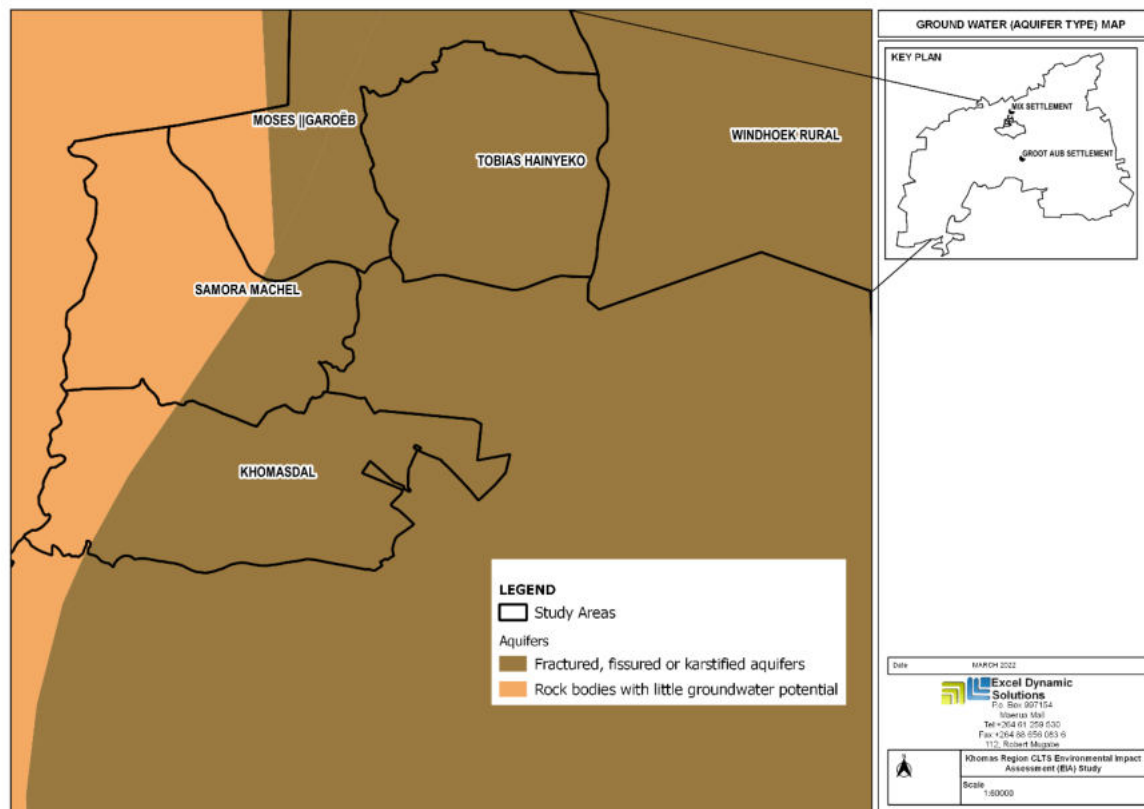 GROUND WATER (AQUIFER TYPE) MAP
KEY PLAN
MIX SETTLEMENT
GROOT AUB SETTLEMENT
MOSES ||GAROËB
TOBIAS HAINYEKO
WINDHOEK RURAL
SAMORA MACHEL
KHOMASDAL
LEGEND
Study Areas
Aquifers
Fractured, fissured or karstified aquifers
Rock bodies with little groundwater potential
Date MARCH 2022
Excel Dynamic
Solutions
P.o. Box 997154
Maerua Mall
Tel:+264 61 259 530
Fax:+264 88 656 083 6
112, Robert Mugabe
Khomas Region CLTS Environmental Impact
Assessment (EIA) Study
Scale
1:60000